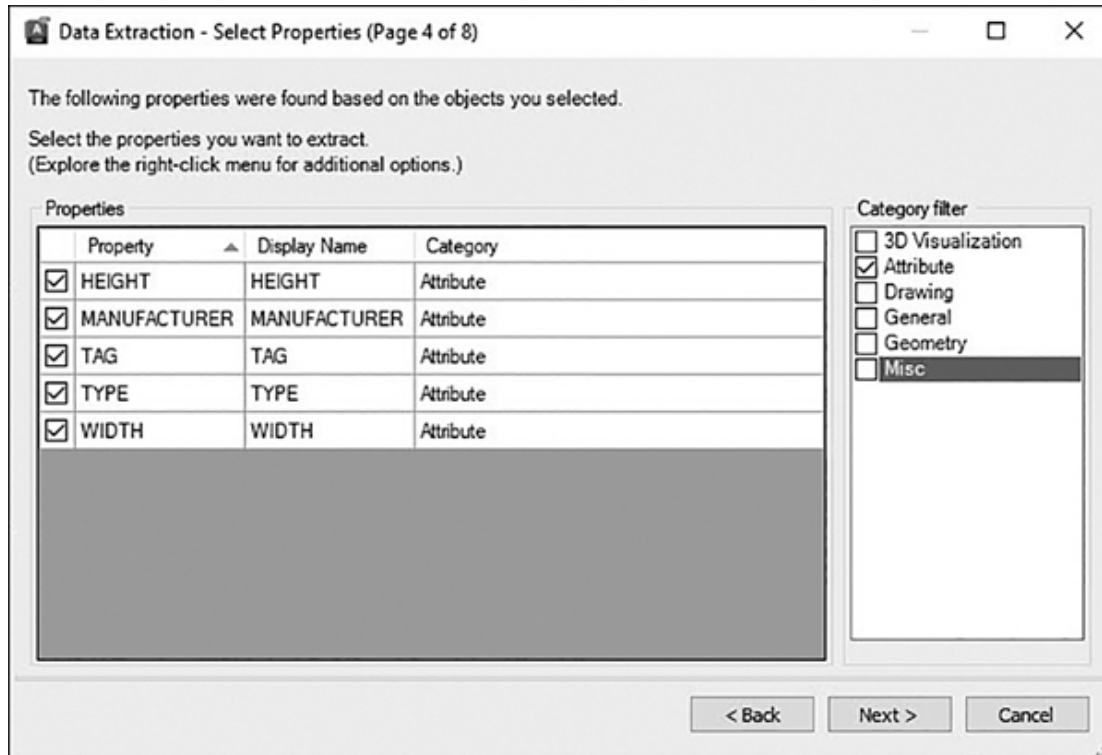 Data Extraction - Select Properties (Page 4 of 8)
The following properties were found based on the objects you selected.
Select the properties you want to extract.
(Explore the right-click menu for additional options.)
Properties
Property Display Name Category
HEIGHT HEIGHT Attribute
MANUFACTURER MANUFACTURER Attribute
TAG TAG Attribute
TYPE TYPE Attribute
WIDTH WIDTH Attribute
Category filter
3D Visualization
Attribute
Drawing
General
Geometry
Misc
< Back Next > Cancel